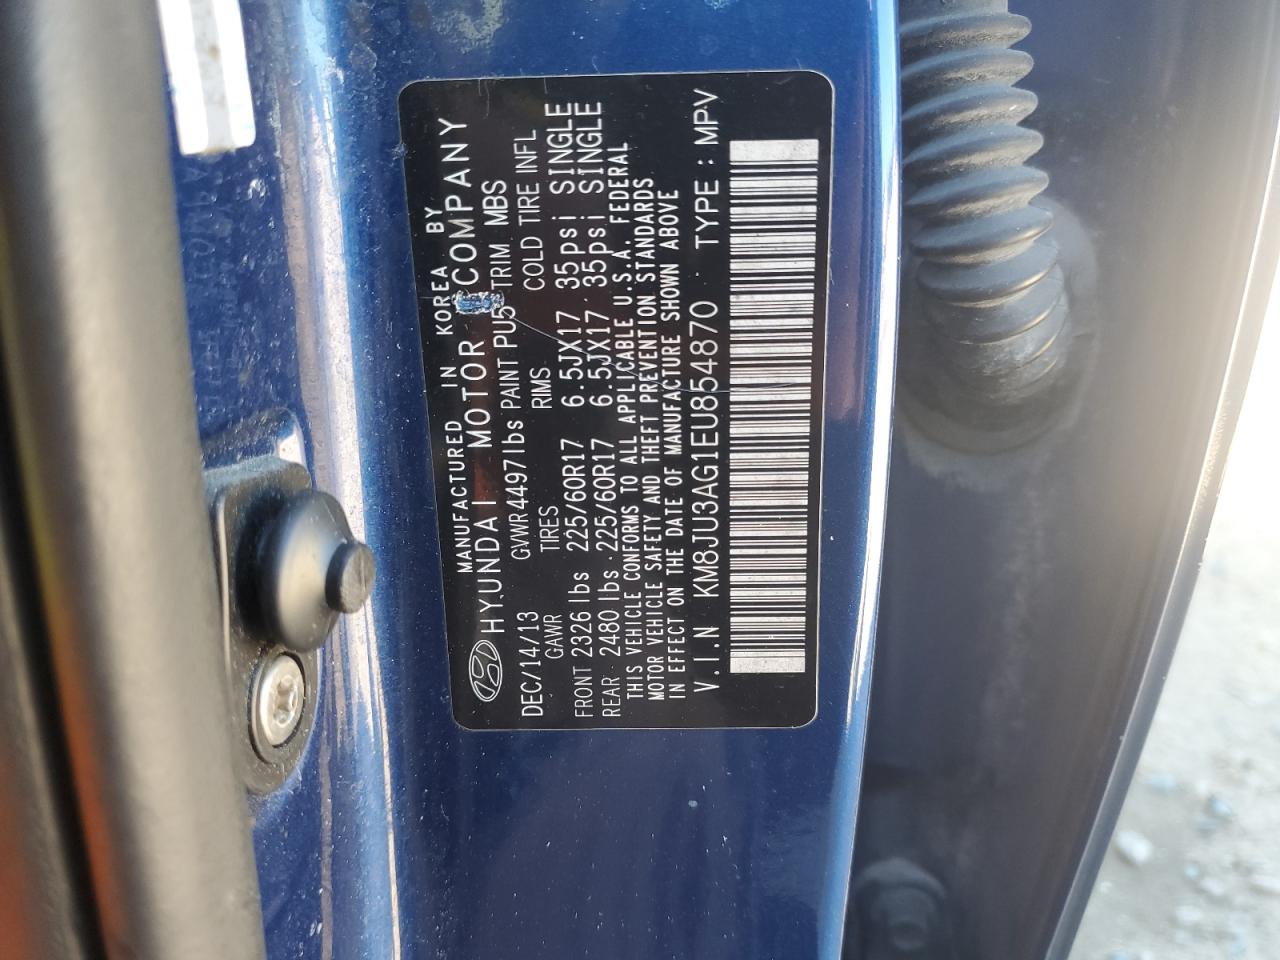 MANUFACTURED IN KOREA BY
HYUNDAI MOTOR COMPANY
DEC/14/13 GVWR 4497 lbs PAINT PU5 TRIM MBS
GAWR TIRES RIMS COLD TIRE INFL
FRONT 2326 lbs 225/60R17 6.5JX17 35psi SINGLE
REAR 2480 lbs 225/60R17 6.5JX17 35psi SINGLE
THIS VEHICLE CONFORMS TO ALL APPLICABLE U.S.A. FEDERAL
MOTOR VEHICLE SAFETY AND THEFT PREVENTION STANDARDS
IN EFFECT ON THE DATE OF MANUFACTURE SHOWN ABOVE
V.I.N KM8JU3AG1EU854870 TYPE : MPV